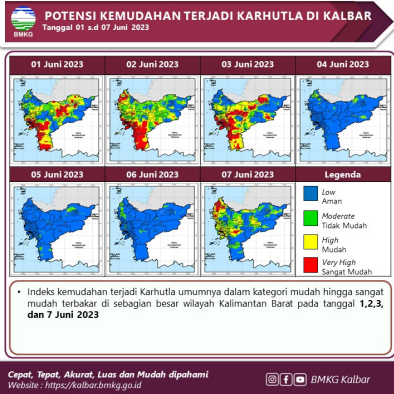 POTENSI KEMUDAHAN TERJADI KARHUTLA DI KALBAR
Tanggal 01 s.d 07 Juni 2023
BMKG
01 Juni 2023
02 Juni 2023
03 Juni 2023
04 Juni 2023
05 Juni 2023
06 Juni 2023
07 Juni 2023
Legenda
Low
Aman
Moderate
Tidak Mudah
High
Mudah
Very High
Sangat Mudah
• Indeks kemudahan terjadi Karhutla umumnya dalam kategori mudah hingga sangat
mudah terbakar di sebagian besar wilayah Kalimantan Barat pada tanggal 1,2,3,
dan 7 Juni 2023
Cepat, Tepat, Akurat, Luas dan Mudah dipahami
Website : https://kalbar.bmkg.go.id
BMKG Kalbar